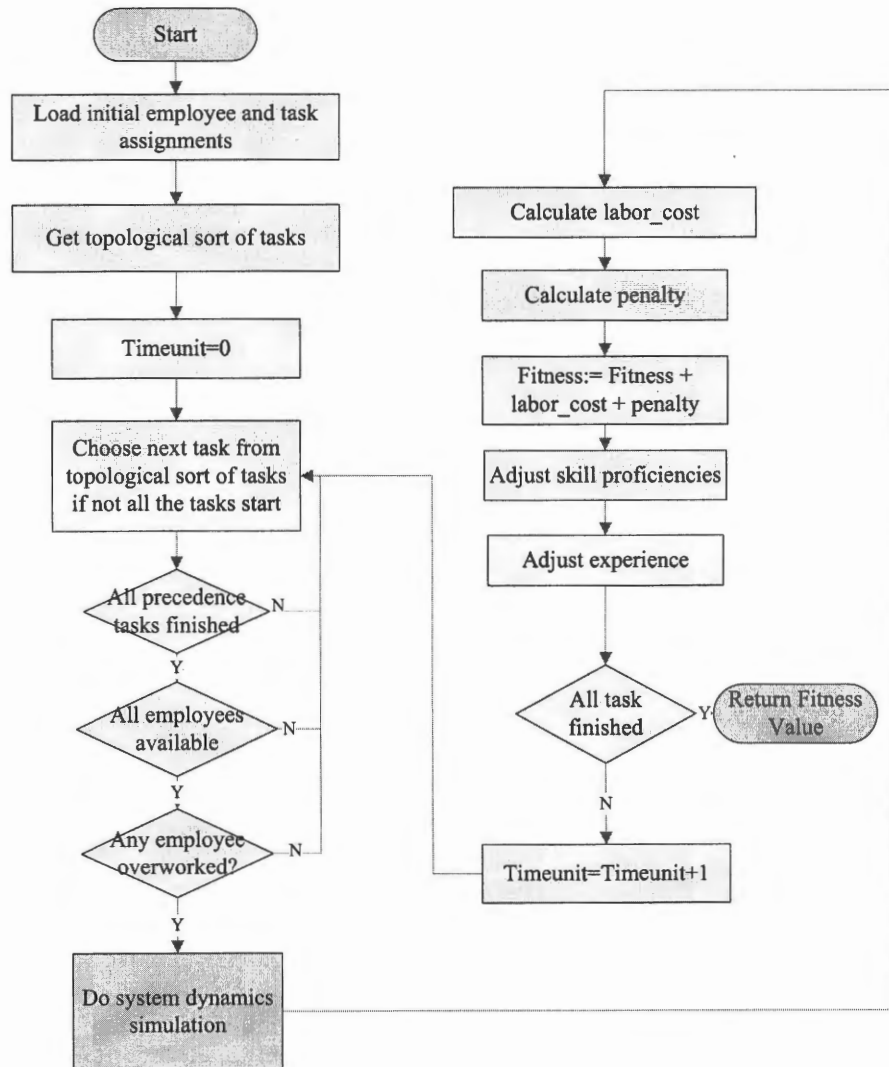 Start
Load initial employee and task
assignments
Get topological sort of tasks
Timeunit=0
Choose next task from
topological sort of tasks
if not all the tasks start
All precedence
tasks finished
N
Y
All employees
available
N
Y
Any employee
overworked?
N
Y
Do system dynamics
simulation
Calculate labor_cost
Calculate penalty
Fitness:= Fitness +
labor_cost + penalty
Adjust skill proficiencies
Adjust experience
All task
finished
Y
Return Fitness
Value
N
Timeunit=Timeunit+1